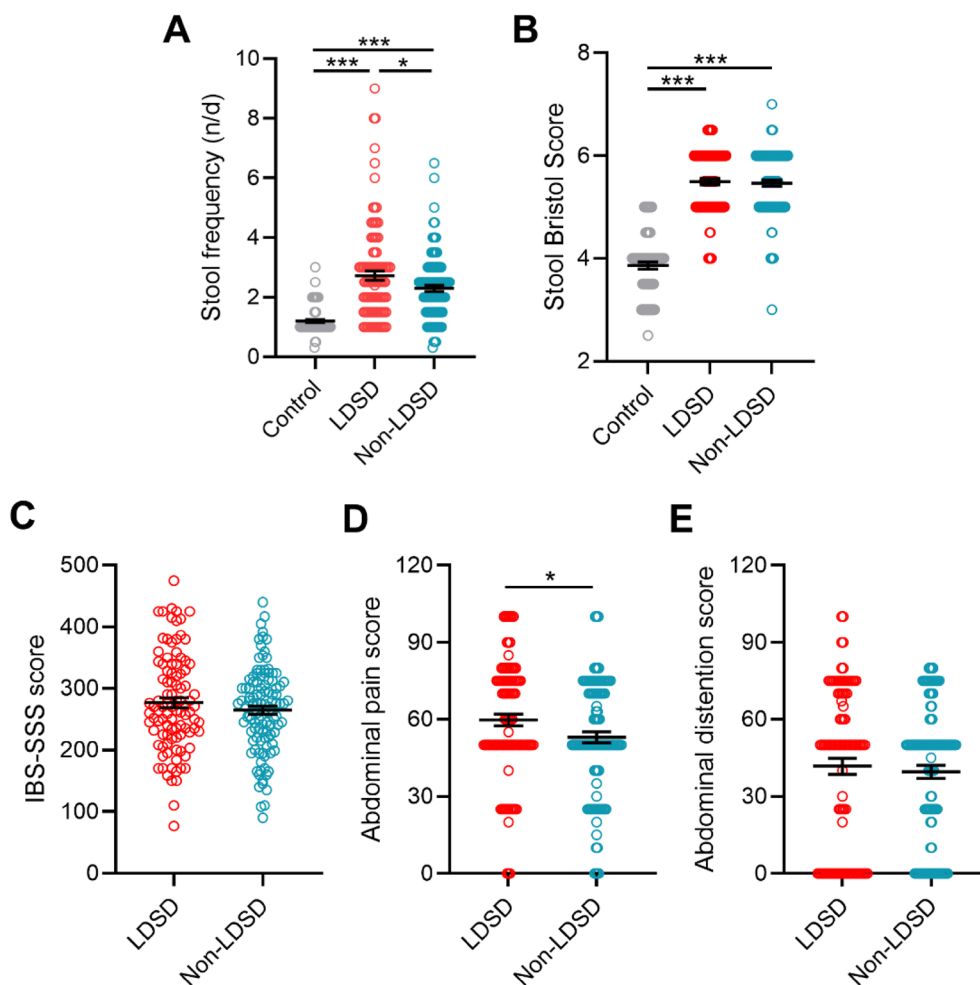 A
Stool frequency (n/d)
10
8
6
4
2
0
***
***
*
Control
LDSD
Non-LDSD
B
Stool Bristol Score
8
6
4
2
***
***
Control
LDSD
Non-LDSD
C
IBS-SSS score
500
400
300
200
100
0
LDSD
Non-LDSD
D
Abdominal pain score
120
90
60
30
0
*
LDSD
Non-LDSD
E
Abdominal distention score
120
90
60
30
0
LDSD
Non-LDSD